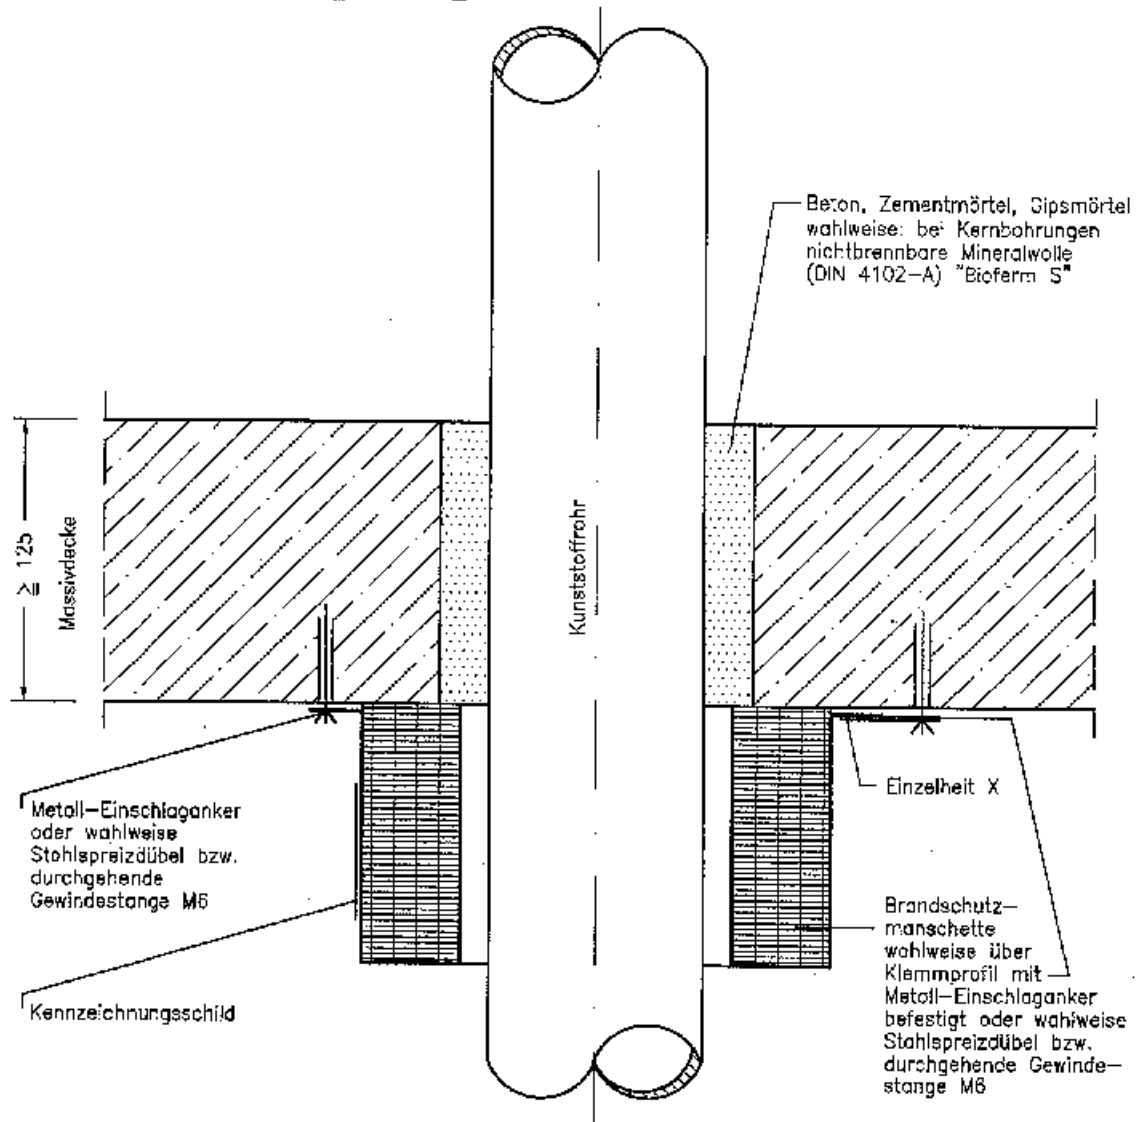 Beton, Zementmörtel, Gipsmörtel
wahlweise: bei Kernbohrungen
nichtbrennbare Mineralwolle
(DIN 4102-A) "Bioferm S"
≧ 125
Massivdecke
Kunststoffrohr
Metall-Einschlaganker
oder wahlweise
Stahlspreizdübel bzw.
durchgehende
Gewindestange M6
Kennzeichnungsschild
Einzelheit X
Brandschutz-
manschette
wahlweise über
Klemmprofil mit
Metall-Einschlaganker
befestigt oder wahlweise
Stahlspreizdübel bzw.
durchgehende Gewinde-
stange M6